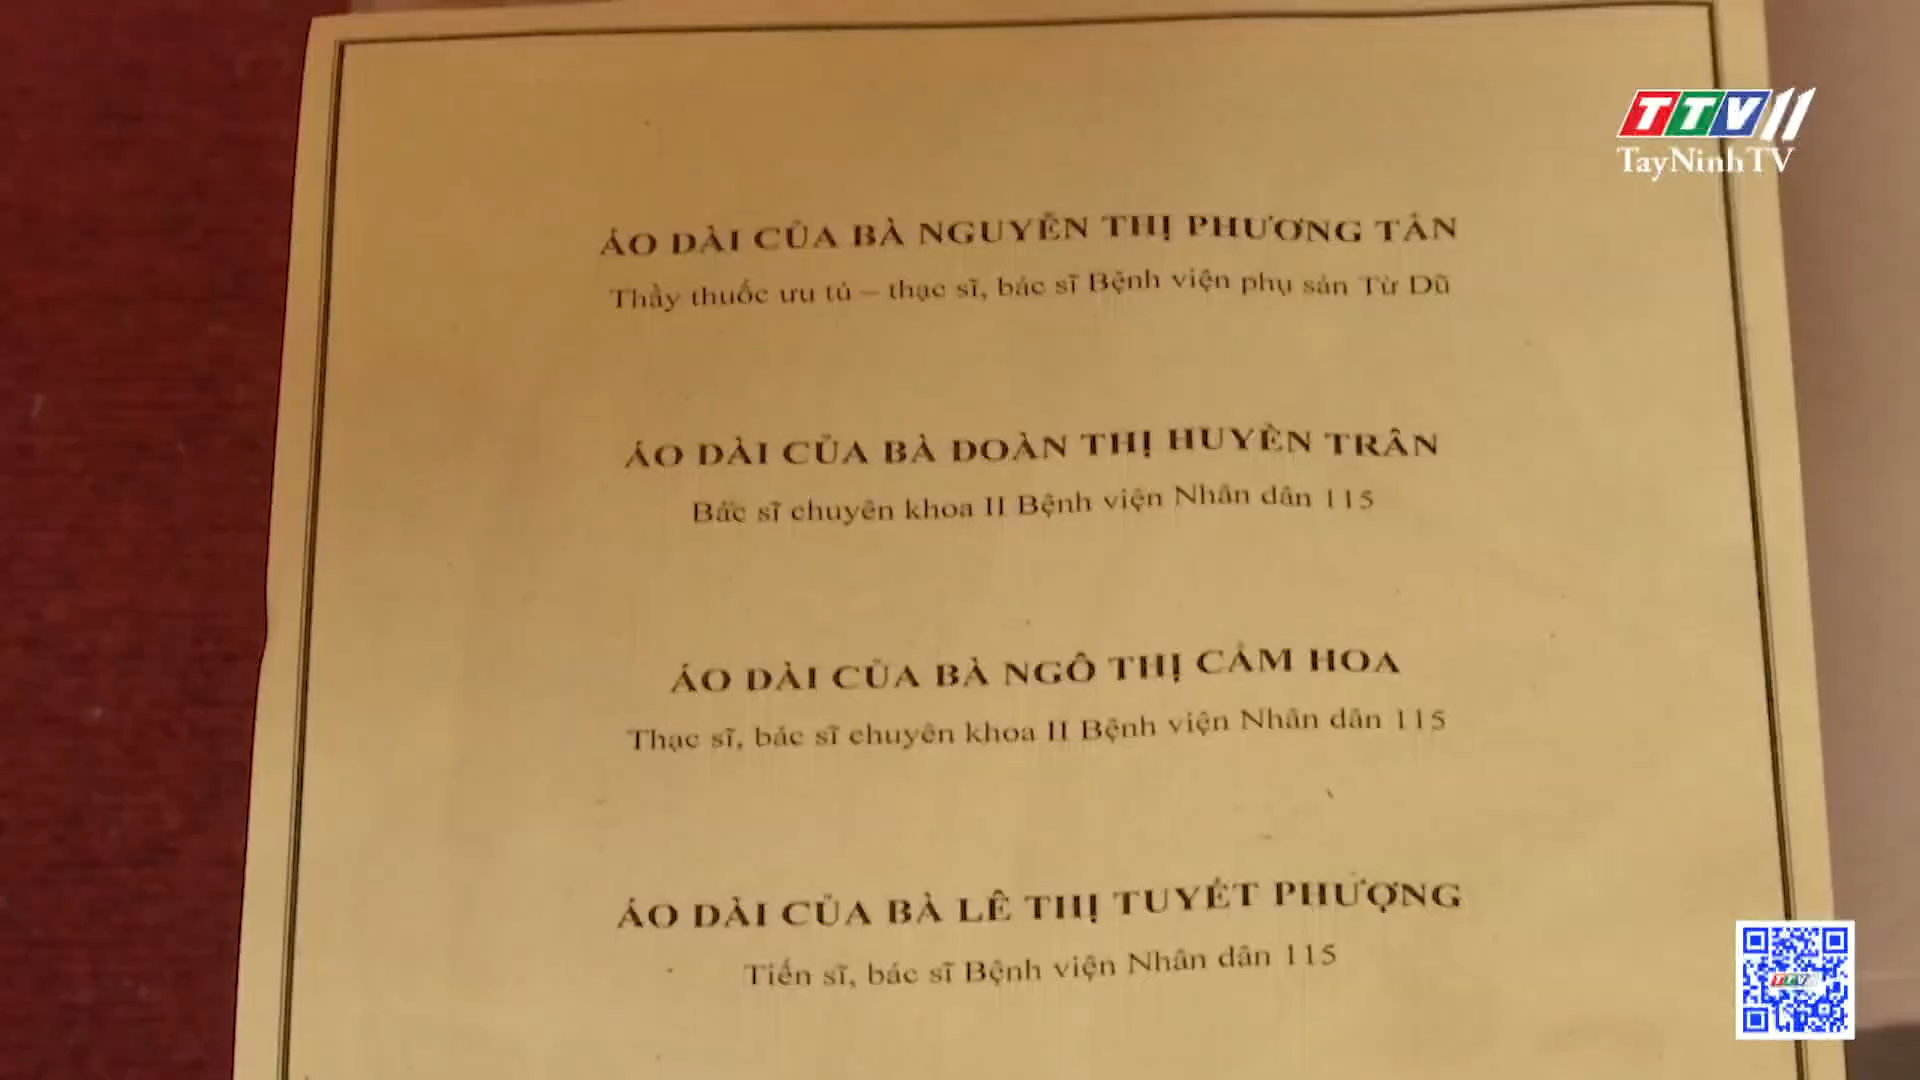 TTV11
TayNinhTV
ÁO DÀI CỦA BÀ NGUYỄN THỊ PHƯƠNG TÂN
Thầy thuốc ưu tú – thạc sĩ, bác sĩ Bệnh viện phụ sản Từ Dũ
ÁO DÀI CỦA BÀ DOÀN THỊ HUYỀN TRÂN
Bác sĩ chuyên khoa II Bệnh viện Nhân dân 115
ÁO DÀI CỦA BÀ NGÔ THỊ CẨM HOA
Thạc sĩ, bác sĩ chuyên khoa II Bệnh viện Nhân dân 115
ÁO DÀI CỦA BÀ LÊ THỊ TUYẾT PHƯỢNG
Tiến sĩ, bác sĩ Bệnh viện Nhân dân 115
TTV11